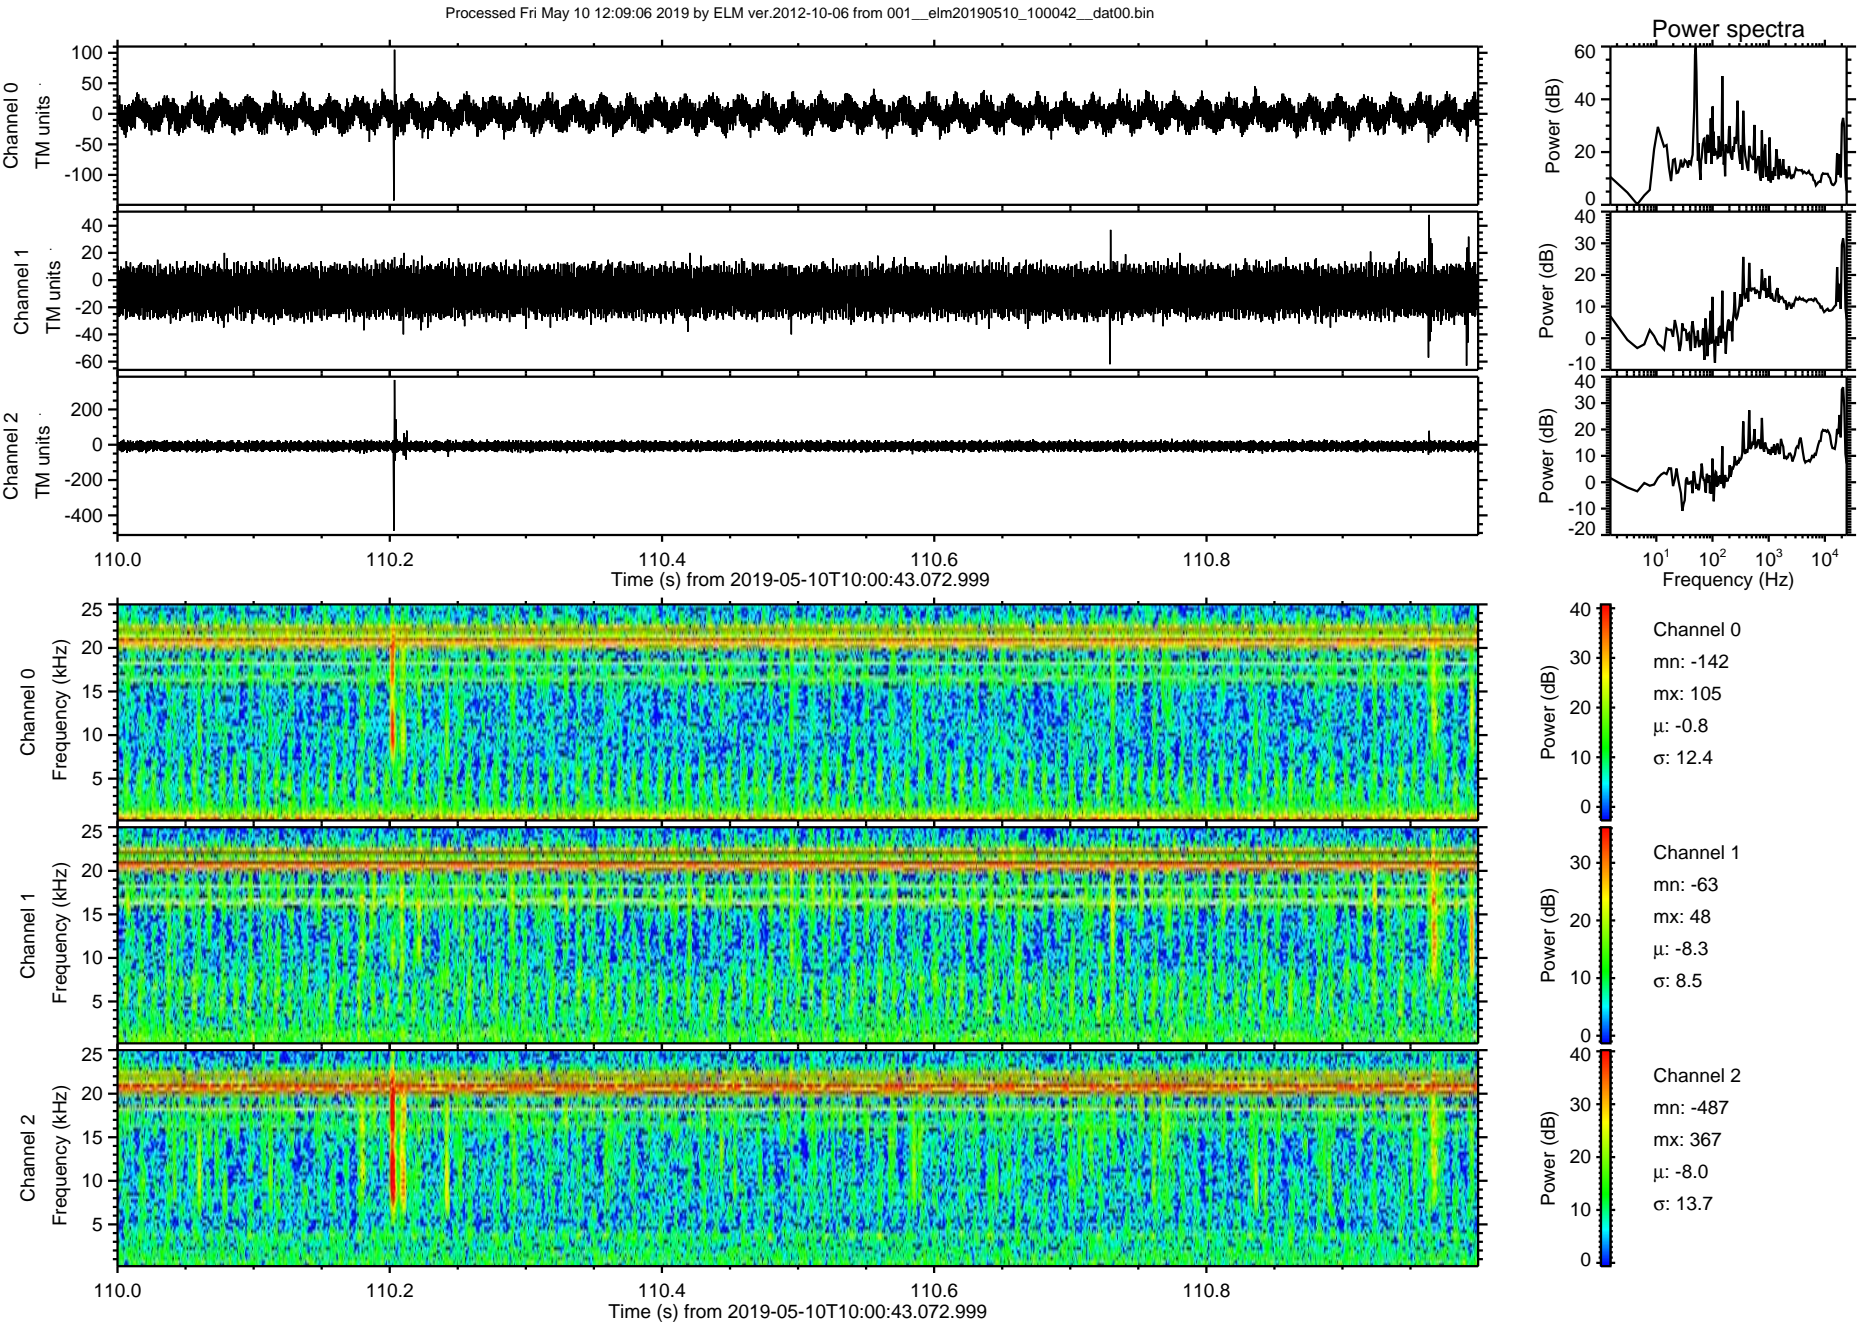 Processed Fri May 10 12:09:06 2019 by ELM ver.2012-10-06 from 001__elm20190510_100042__dat00.bin
Power spectra
Channel 0
TM units
100
50
0
-50
-100
Power (dB)
60
40
20
0
Channel 1
TM units
40
20
0
-20
-40
-60
Power (dB)
40
30
20
10
0
-10
Channel 2
TM units
200
0
-200
-400
Power (dB)
40
30
20
10
0
-10
-20
110.0 110.2 110.4 110.6 110.8
Time (s) from 2019-05-10T10:00:43.072.999
10^1 10^2 10^3 10^4
Frequency (Hz)
Channel 0
Frequency (kHz)
25
20
15
10
5
Power (dB)
40
30
20
10
0
Channel 0
mn: -142
mx: 105
μ: -0.8
σ: 12.4
Channel 1
Frequency (kHz)
25
20
15
10
5
Power (dB)
30
20
10
0
Channel 1
mn: -63
mx: 48
μ: -8.3
σ: 8.5
Channel 2
Frequency (kHz)
25
20
15
10
5
Power (dB)
40
30
20
10
0
Channel 2
mn: -487
mx: 367
μ: -8.0
σ: 13.7
110.0 110.2 110.4 110.6 110.8
Time (s) from 2019-05-10T10:00:43.072.999